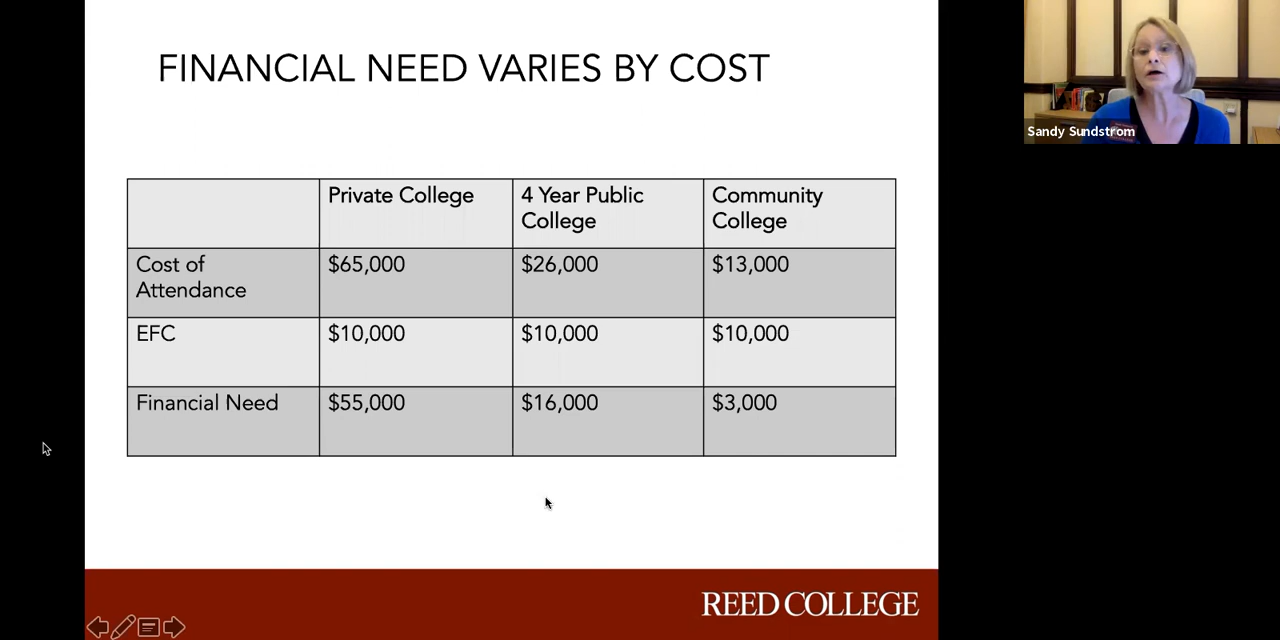 FINANCIAL NEED VARIES BY COST
Sandy Sundstrom
Private College
4 Year Public
College
Community
College
Cost of
Attendance
$65,000
$26,000
$13,000
EFC
$10,000
$10,000
$10,000
Financial Need
$55,000
$16,000
$3,000
REED COLLEGE